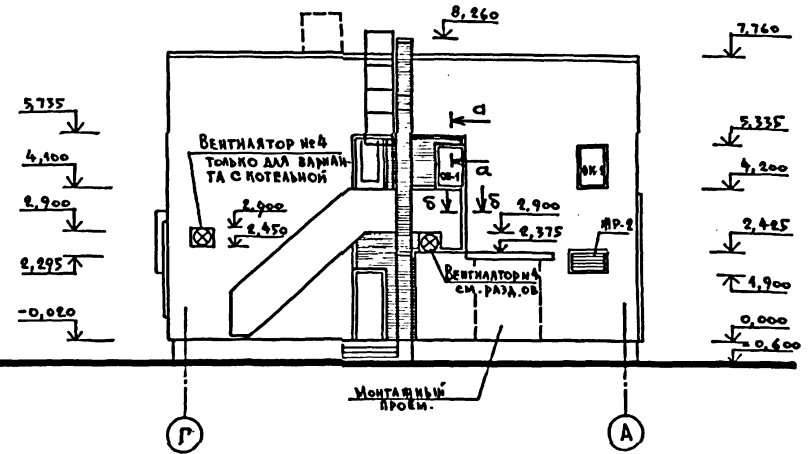 8,260
7,760
5,735
ВЕНТИЛЯТОР №4
ТОЛЬКО ДЛЯ ВАРИАН-
ТА С КОТЕЛЬНОЙ
а
5,335
4,100
ОК-1
а
ОК-1
4,200
2,900
2,900
б
б
2,900
ЖР-2
2,450
2,375
2,425
2,295
ВЕНТИЛЯТОР №4
СМ. РАЗД. ОВ
1,900
-0,020
0,000
-0,600
МОНТАЖНЫЙ
ПРОЕМ.
Г
А